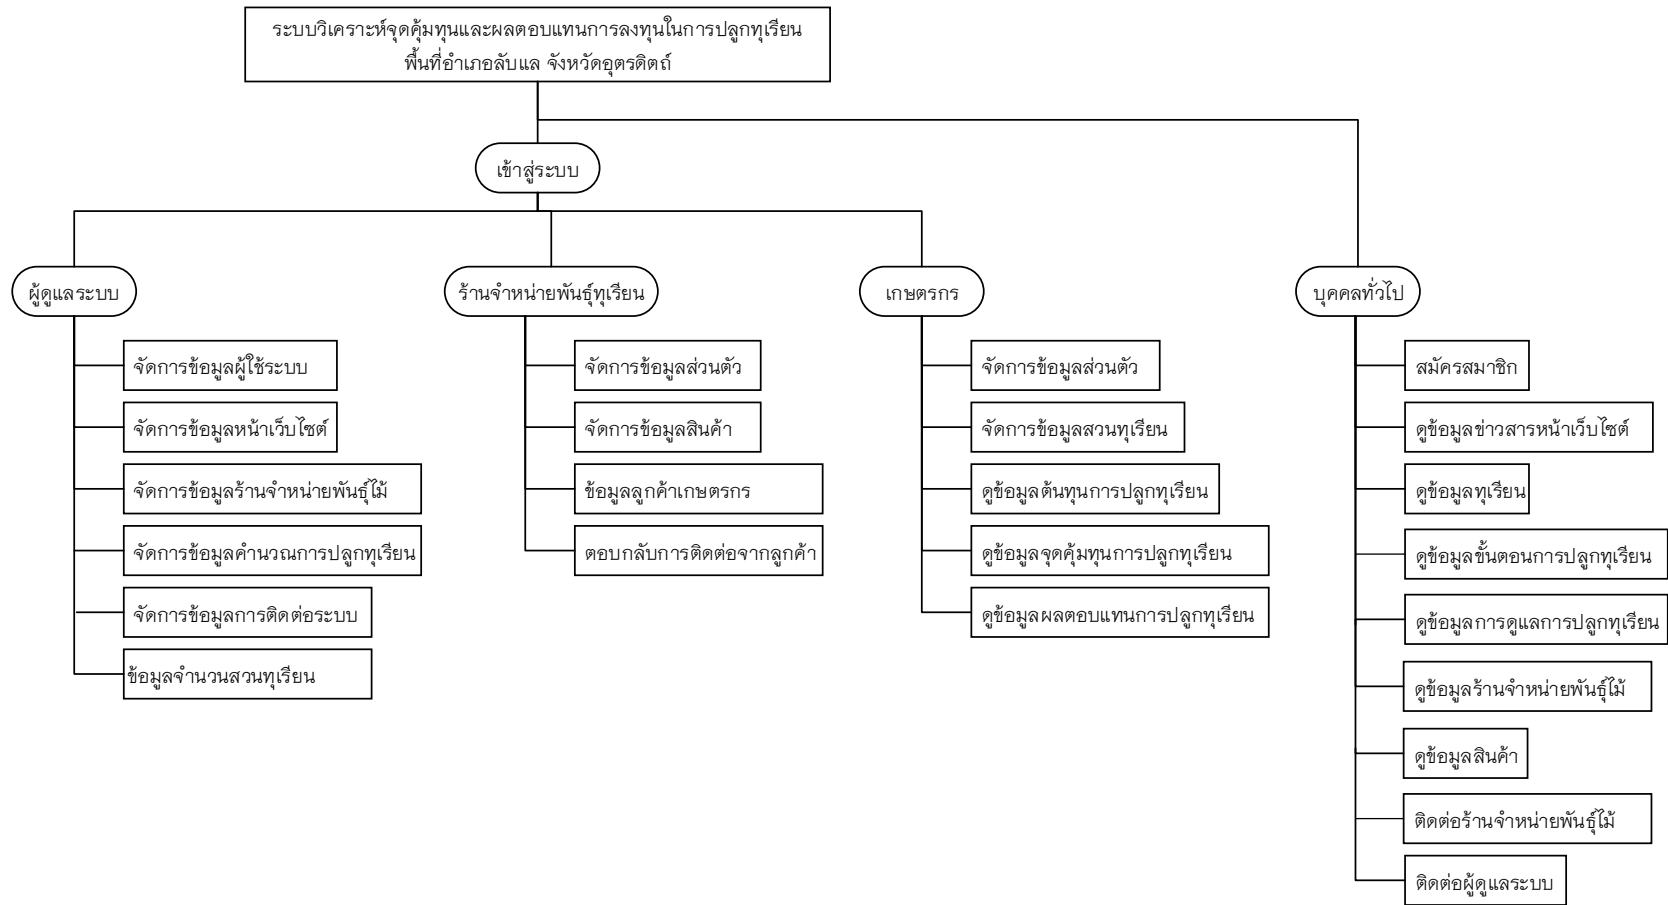 ระบบวิเคราะห์จุดคุ้มทุนและผลตอบแทนการลงทุนในการปลูกทุเรียน
พื้นที่อำเภอลับแล จังหวัดอุตรดิตถ์
เข้าสู่ระบบ
ผู้ดูแลระบบ
จัดการข้อมูลผู้ใช้ระบบ
จัดการข้อมูลหน้าเว็บไซต์
จัดการข้อมูลร้านจำหน่ายพันธุ์ไม้
จัดการข้อมูลคำนวณการปลูกทุเรียน
จัดการข้อมูลการติดต่อระบบ
ข้อมูลจำนวนสวนทุเรียน
ร้านจำหน่ายพันธุ์ทุเรียน
จัดการข้อมูลส่วนตัว
จัดการข้อมูลสินค้า
ข้อมูลลูกค้าเกษตรกร
ตอบกลับการติดต่อจากลูกค้า
เกษตรกร
จัดการข้อมูลส่วนตัว
จัดการข้อมูลสวนทุเรียน
ดูข้อมูลต้นทุนการปลูกทุเรียน
ดูข้อมูลจุดคุ้มทุนการปลูกทุเรียน
ดูข้อมูลผลตอบแทนการปลูกทุเรียน
บุคคลทั่วไป
สมัครสมาชิก
ดูข้อมูลข่าวสารหน้าเว็บไซต์
ดูข้อมูลทุเรียน
ดูข้อมูลขั้นตอนการปลูกทุเรียน
ดูข้อมูลการดูแลการปลูกทุเรียน
ดูข้อมูลร้านจำหน่ายพันธุ์ไม้
ดูข้อมูลสินค้า
ติดต่อร้านจำหน่ายพันธุ์ไม้
ติดต่อผู้ดูแลระบบ